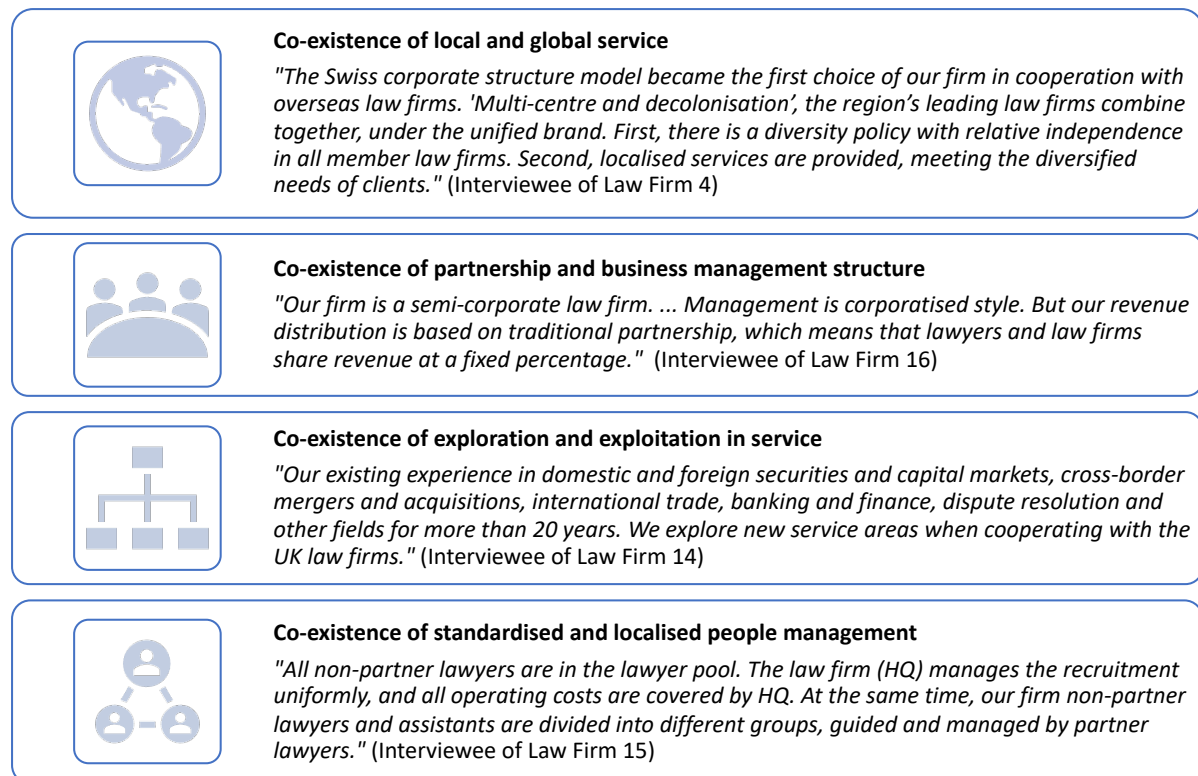 Co-existence of local and global service
"The Swiss corporate structure model became the first choice of our firm in cooperation with
overseas law firms. 'Multi-centre and decolonisation’, the region’s leading law firms combine
together, under the unified brand. First, there is a diversity policy with relative independence
in all member law firms. Second, localised services are provided, meeting the diversified
needs of clients." (Interviewee of Law Firm 4)
Co-existence of partnership and business management structure
"Our firm is a semi-corporate law firm. ... Management is corporatised style. But our revenue
distribution is based on traditional partnership, which means that lawyers and law firms
share revenue at a fixed percentage." (Interviewee of Law Firm 16)
Co-existence of exploration and exploitation in service
"Our existing experience in domestic and foreign securities and capital markets, cross-border
mergers and acquisitions, international trade, banking and finance, dispute resolution and
other fields for more than 20 years. We explore new service areas when cooperating with the
UK law firms." (Interviewee of Law Firm 14)
Co-existence of standardised and localised people management
"All non-partner lawyers are in the lawyer pool. The law firm (HQ) manages the recruitment
uniformly, and all operating costs are covered by HQ. At the same time, our firm non-partner
lawyers and assistants are divided into different groups, guided and managed by partner
lawyers." (Interviewee of Law Firm 15)